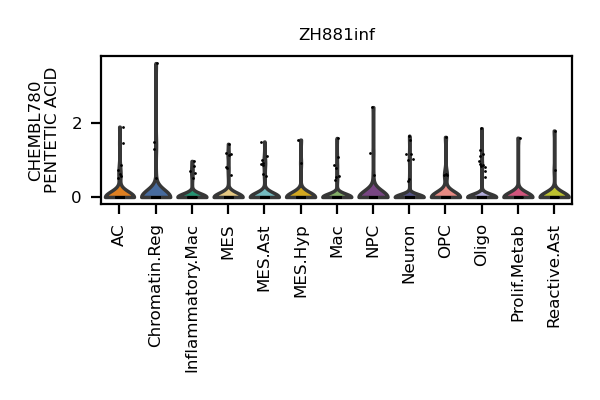 ZH881inf
CHEMBL780
PENTETIC ACID
2
0
AC
Chromatin.Reg
Inflammatory.Mac
MES
MES.Ast
MES.Hyp
Mac
NPC
Neuron
OPC
Oligo
Prolif.Metab
Reactive.Ast